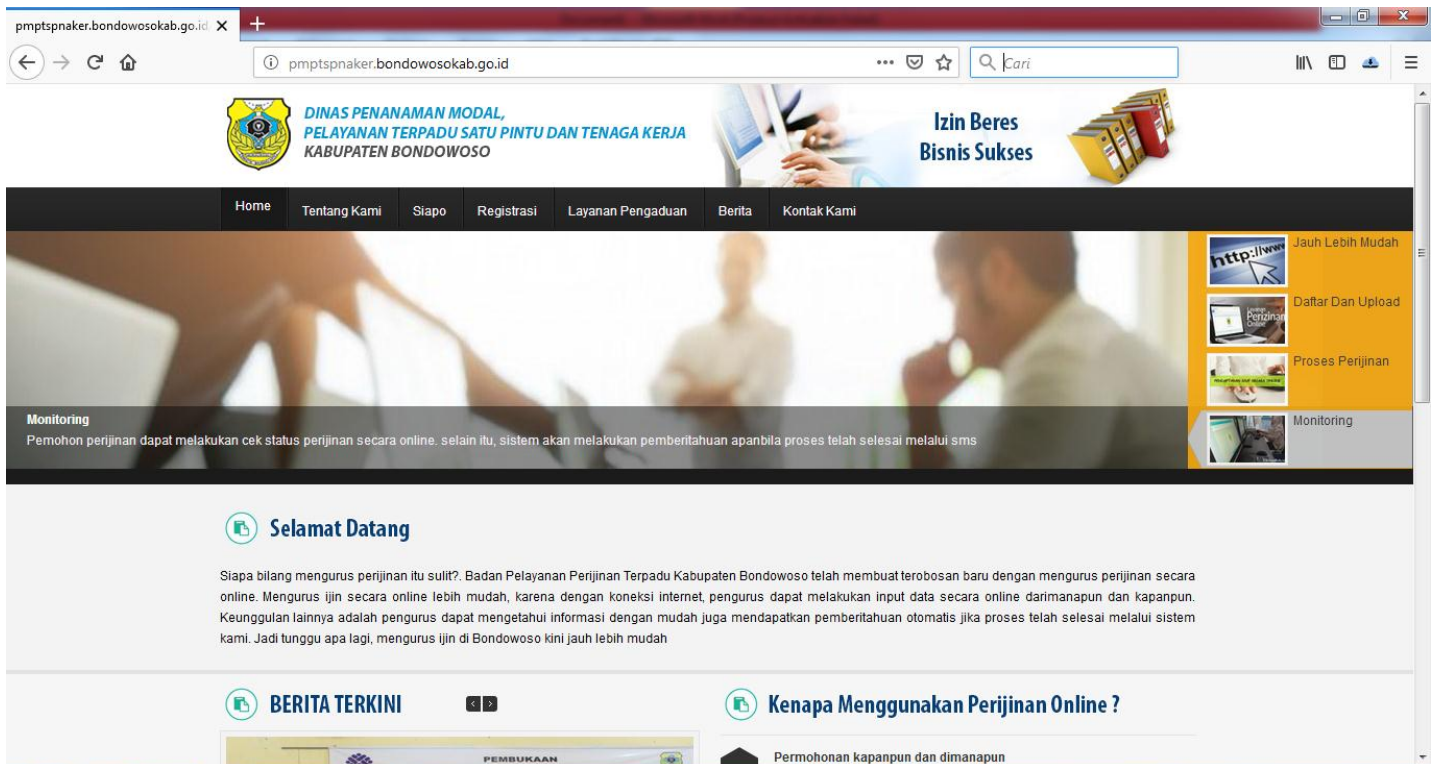 pmptspnaker.bondowosokab.go.id
pmptspnaker.bondowosokab.go.id
Cari
DINAS PENANAMAN MODAL,
PELAYANAN TERPADU SATU PINTU DAN TENAGA KERJA
KABUPATEN BONDOWOSO
Izin Beres
Bisnis Sukses
Home Tentang Kami Siapo Registrasi Layanan Pengaduan Berita Kontak Kami
http://www
Jauh Lebih Mudah
Perizinan
Online
Daftar Dan Upload
Proses Perijinan
Monitoring
Monitoring
Pemohon perijinan dapat melakukan cek status perijinan secara online. selain itu, sistem akan melakukan pemberitahuan apanbila proses telah selesai melalui sms
Selamat Datang
Siapa bilang mengurus perijinan itu sulit?. Badan Pelayanan Perijinan Terpadu Kabupaten Bondowoso telah membuat terobosan baru dengan mengurus perijinan secara
online. Mengurus ijin secara online lebih mudah, karena dengan koneksi internet, pengurus dapat melakukan input data secara online darimanapun dan kapanpun.
Keunggulan lainnya adalah pengurus dapat mengetahui informasi dengan mudah juga mendapatkan pemberitahuan otomatis jika proses telah selesai melalui sistem
kami. Jadi tunggu apa lagi, mengurus ijin di Bondowoso kini jauh lebih mudah
BERITA TERKINI
PEMBUKAAN
Kenapa Menggunakan Perijinan Online ?
Permohonan kapanpun dan dimanapun